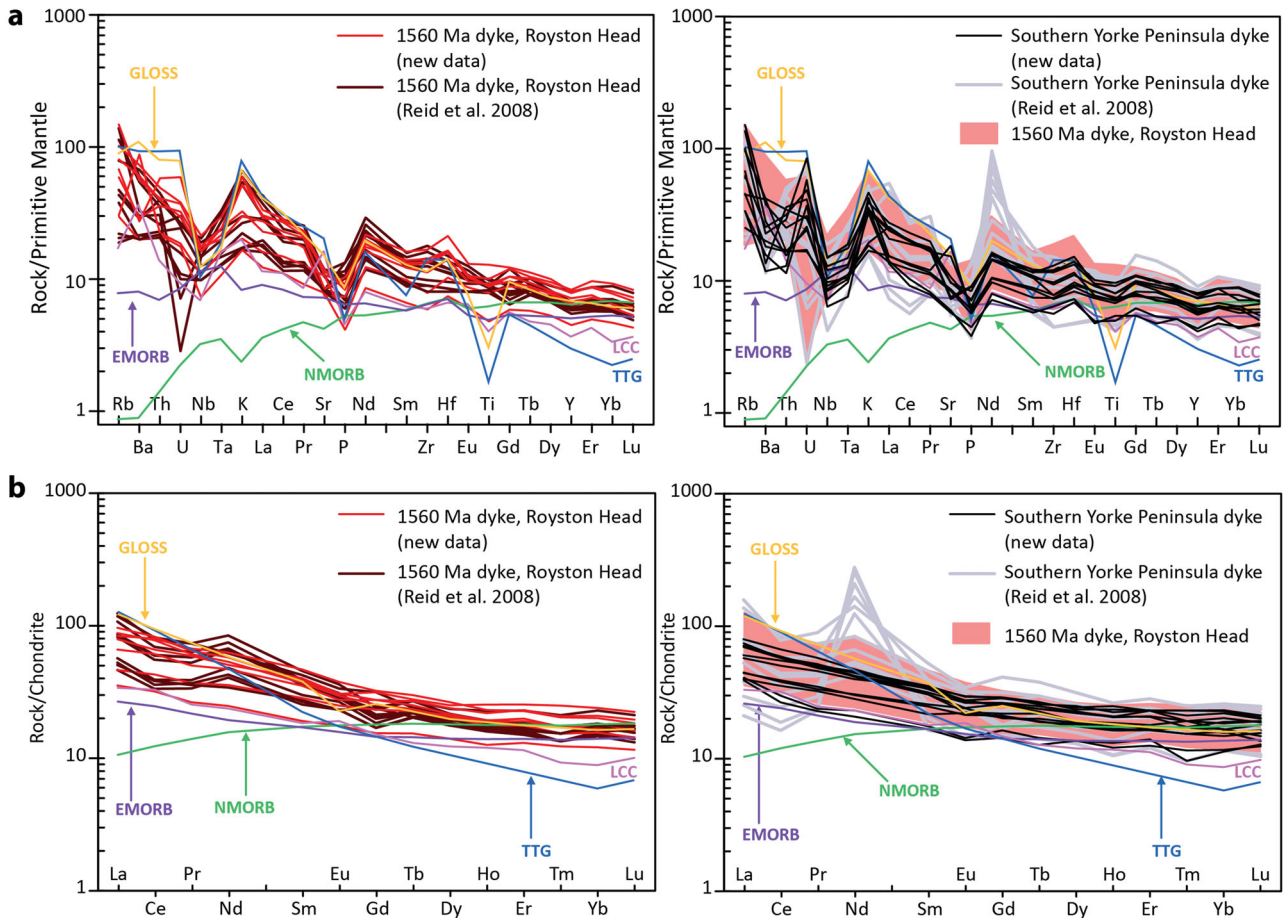 a
1000
100
10
1
Rock/Primitive Mantle
1560 Ma dyke, Royston Head
(new data)
1560 Ma dyke, Royston Head
(Reid et al. 2008)
GLOSS
EMORB
NMORB
LCC
TTG
Rb Th Nb K Ce Sr Nd Sm Hf Ti Tb Y Yb
Ba U Ta La Pr P Zr Eu Gd Dy Er Lu
1000
100
10
1
Rock/Primitive Mantle
Southern Yorke Peninsula dyke
(new data)
Southern Yorke Peninsula dyke
(Reid et al. 2008)
1560 Ma dyke, Royston Head
GLOSS
EMORB
NMORB
LCC
TTG
Rb Th Nb K Ce Sr Nd Sm Hf Ti Tb Y Yb
Ba U Ta La Pr P Zr Eu Gd Dy Er Lu
b
1000
100
10
1
Rock/Chondrite
1560 Ma dyke, Royston Head
(new data)
1560 Ma dyke, Royston Head
(Reid et al. 2008)
GLOSS
EMORB
NMORB
LCC
TTG
La Pr Eu Tb Ho Tm Lu
Ce Nd Sm Gd Dy Er Yb
1000
100
10
1
Rock/Chondrite
Southern Yorke Peninsula dyke
(new data)
Southern Yorke Peninsula dyke
(Reid et al. 2008)
1560 Ma dyke, Royston Head
GLOSS
EMORB
NMORB
LCC
TTG
La Pr Eu Tb Ho Tm Lu
Ce Nd Sm Gd Dy Er Yb